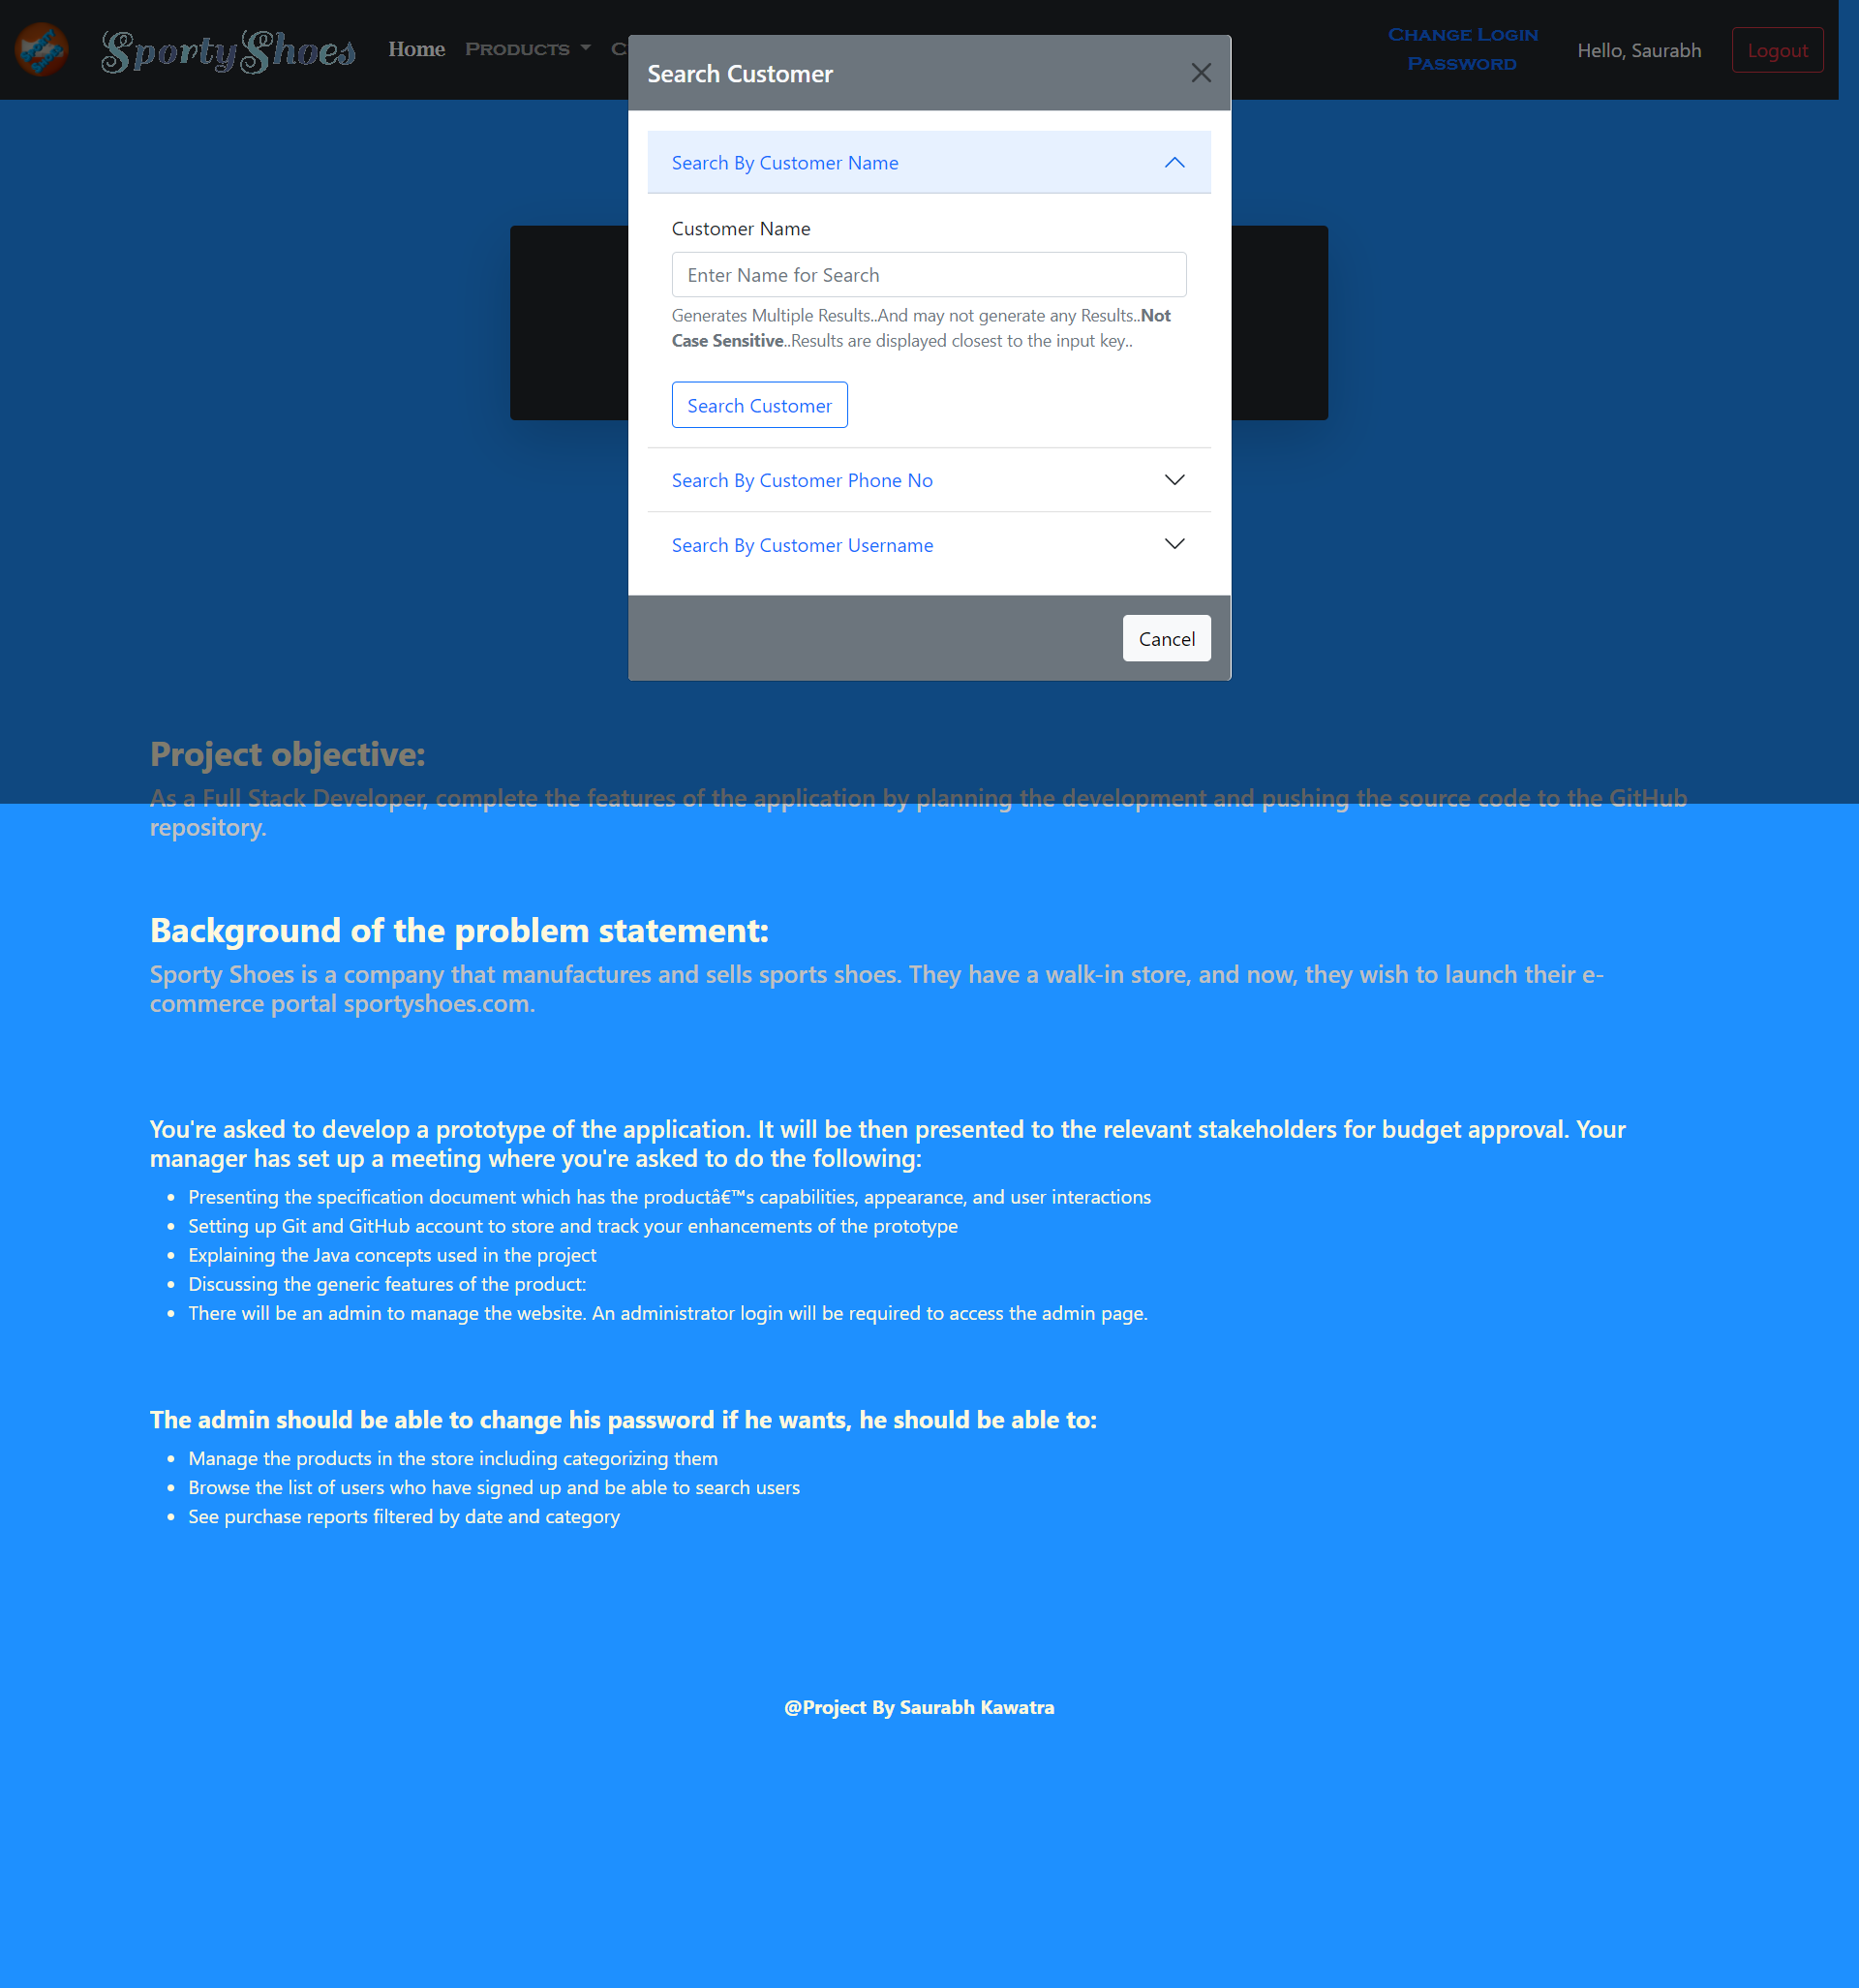 SportyShoes Home Products
Change Login
Password
Hello, Saurabh
Logout
Search Customer
Search By Customer Name
Customer Name
Enter Name for Search
Generates Multiple Results..And may not generate any Results..Not
Case Sensitive..Results are displayed closest to the input key..
Search Customer
Search By Customer Phone No
Search By Customer Username
Cancel
Project objective:
As a Full Stack Developer, complete the features of the application by planning the development and pushing the source code to the GitHub
repository.
Background of the problem statement:
Sporty Shoes is a company that manufactures and sells sports shoes. They have a walk-in store, and now, they wish to launch their e-
commerce portal sportyshoes.com.
You're asked to develop a prototype of the application. It will be then presented to the relevant stakeholders for budget approval. Your
manager has set up a meeting where you're asked to do the following:
• Presenting the specification document which has the productâ€™s capabilities, appearance, and user interactions
• Setting up Git and GitHub account to store and track your enhancements of the prototype
• Explaining the Java concepts used in the project
• Discussing the generic features of the product:
• There will be an admin to manage the website. An administrator login will be required to access the admin page.
The admin should be able to change his password if he wants, he should be able to:
• Manage the products in the store including categorizing them
• Browse the list of users who have signed up and be able to search users
• See purchase reports filtered by date and category
@Project By Saurabh Kawatra